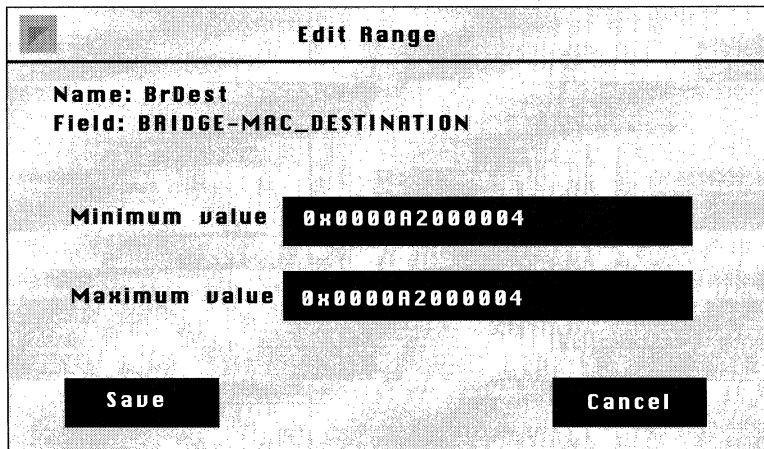 Edit Range
Name: BrDest
Field: BRIDGE-MAC_DESTINATION
Minimum value 0x0000A2000004
Maximum value 0x0000A2000004
Save Cancel